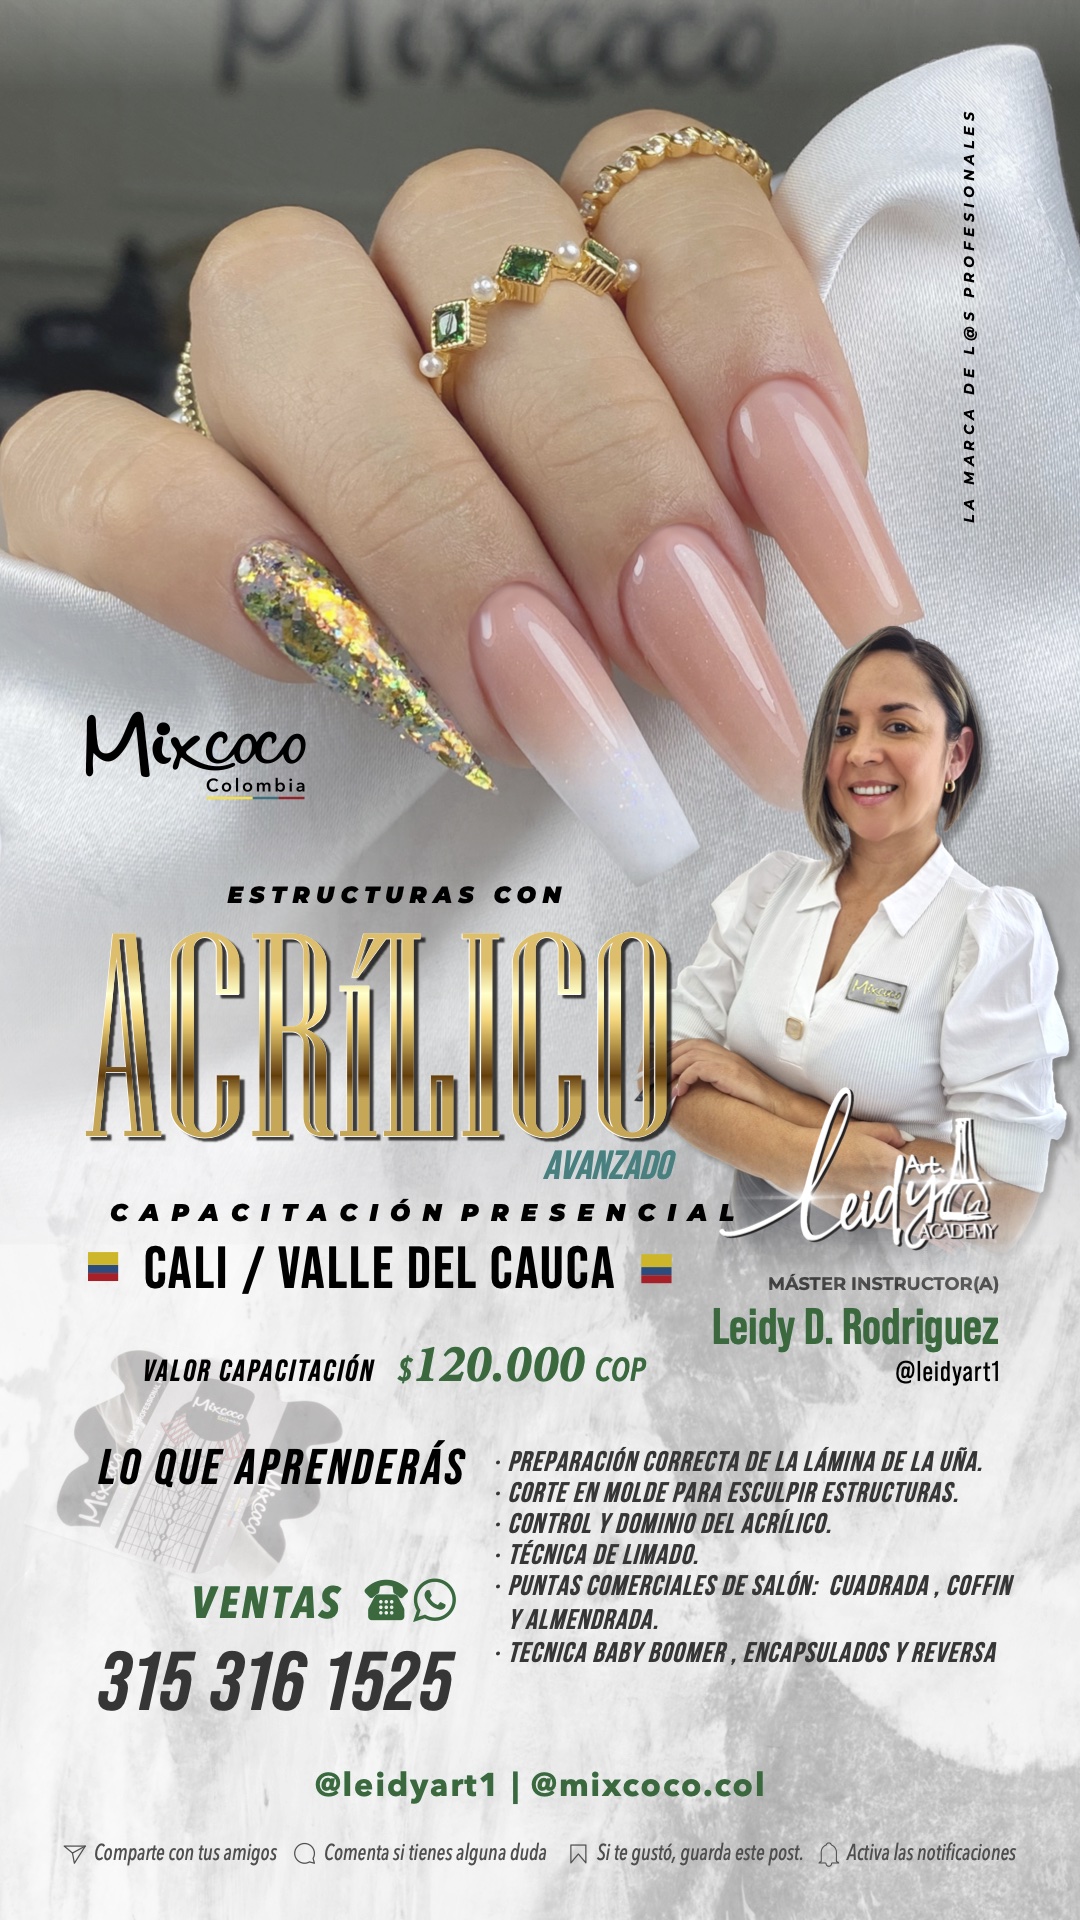 Mixcoco
LA MARCA DE L@S PROFESIONALES
Mixcoco
Colombia
ESTRUCTURAS CON
ACRÍLICO
AVANZADO
CAPACITACIÓN PRESENCIAL
CALI / VALLE DEL CAUCA
Mixcoco
Leidy Art.
ACADEMY
MÁSTER INSTRUCTOR(A)
Leidy D. Rodriguez
@leidyart1
VALOR CAPACITACIÓN $120.000 COP
Mixcoco
Mixcoco
Mixcoco
LO QUE APRENDERÁS
· PREPARACIÓN CORRECTA DE LA LÁMINA DE LA UÑA.
· CORTE EN MOLDE PARA ESCULPIR ESTRUCTURAS.
· CONTROL Y DOMINIO DEL ACRÍLICO.
· TÉCNICA DE LIMADO.
· PUNTAS COMERCIALES DE SALÓN: CUADRADA , COFFIN
Y ALMENDRADA.
· TECNICA BABY BOOMER , ENCAPSULADOS Y REVERSA
VENTAS
315 316 1525
@leidyart1 | @mixcoco.col
Comparte con tus amigos
Comenta si tienes alguna duda
Si te gustó, guarda este post.
Activa las notificaciones